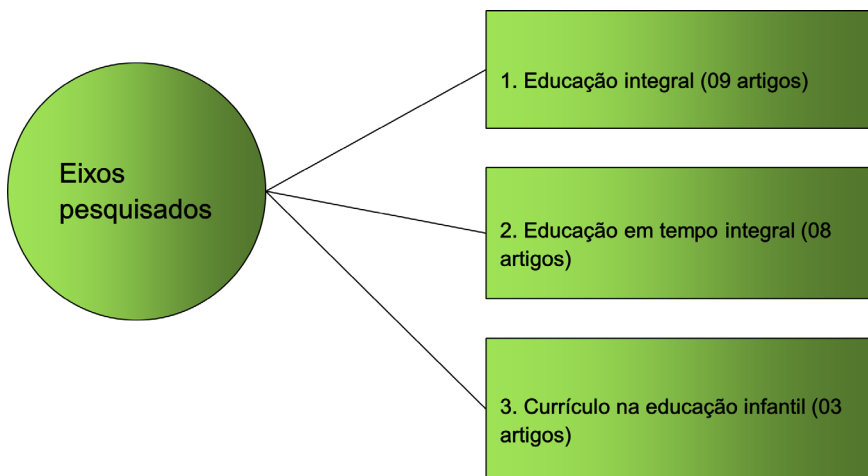 Eixos
pesquisados
1. Educação integral (09 artigos)
2. Educação em tempo integral (08
artigos)
3. Currículo na educação infantil (03
artigos)